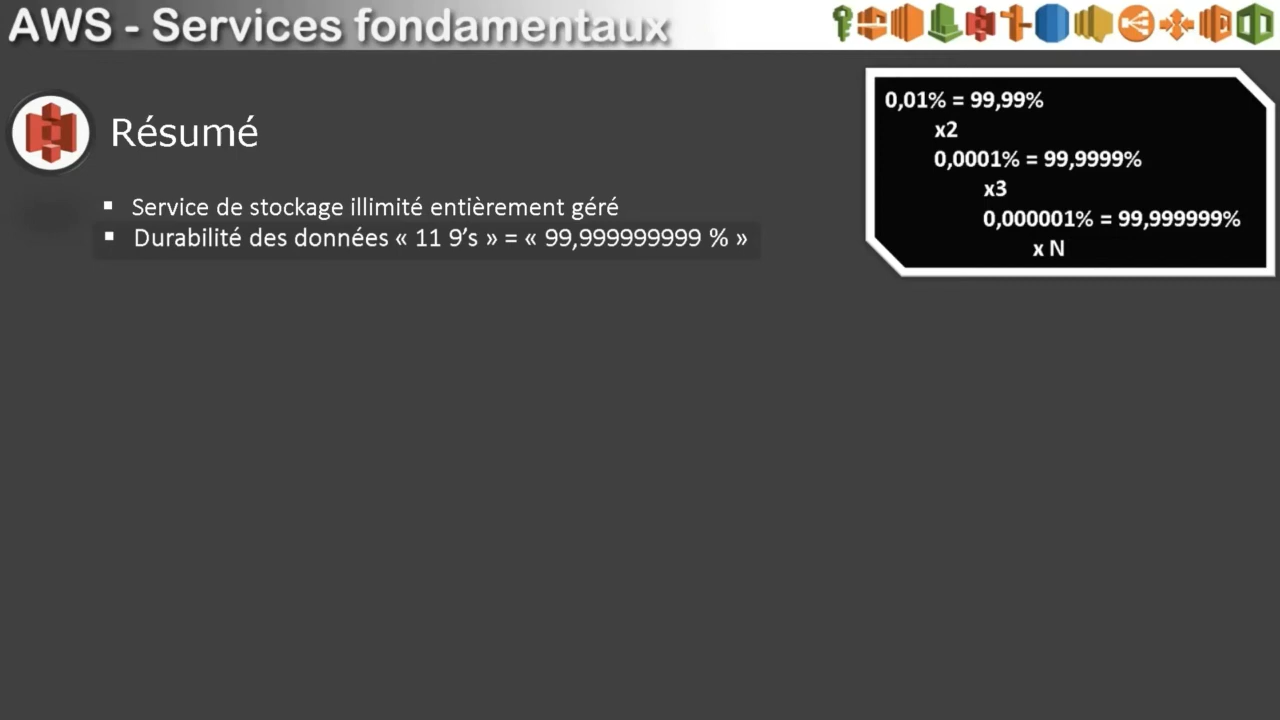 AWS - Services fondamentaux
Résumé
▪ Service de stockage illimité entièrement géré
▪ Durabilité des données « 11 9’s » = « 99,999999999 % »
0,01% = 99,99%
x2
0,0001% = 99,9999%
x3
0,000001% = 99,999999%
x N